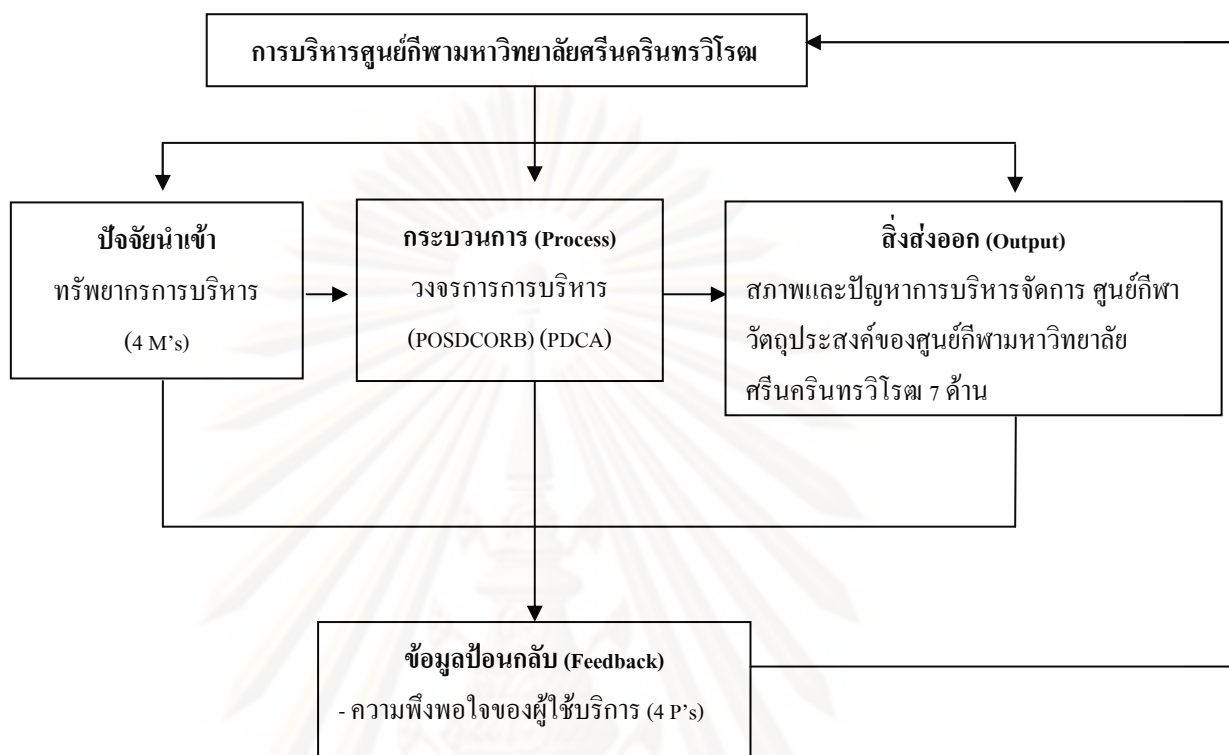 การบริหารศูนย์กีฬามหาวิทยาลัยศรีนครินทรวิโรฒ
ปัจจัยนำเข้า
ทรัพยากรการบริหาร
(4 M’s)
กระบวนการ (Process)
วงจรการการบริหาร
(POSDCORB) (PDCA)
สิ่งส่งออก (Output)
สภาพและปัญหาการบริหารจัดการ ศูนย์กีฬา
วัตถุประสงค์ของศูนย์กีฬามหาวิทยาลัย
ศรีนครินทรวิโรฒ 7 ด้าน
ข้อมูลป้อนกลับ (Feedback)
- ความพึงพอใจของผู้ใช้บริการ (4 P’s)